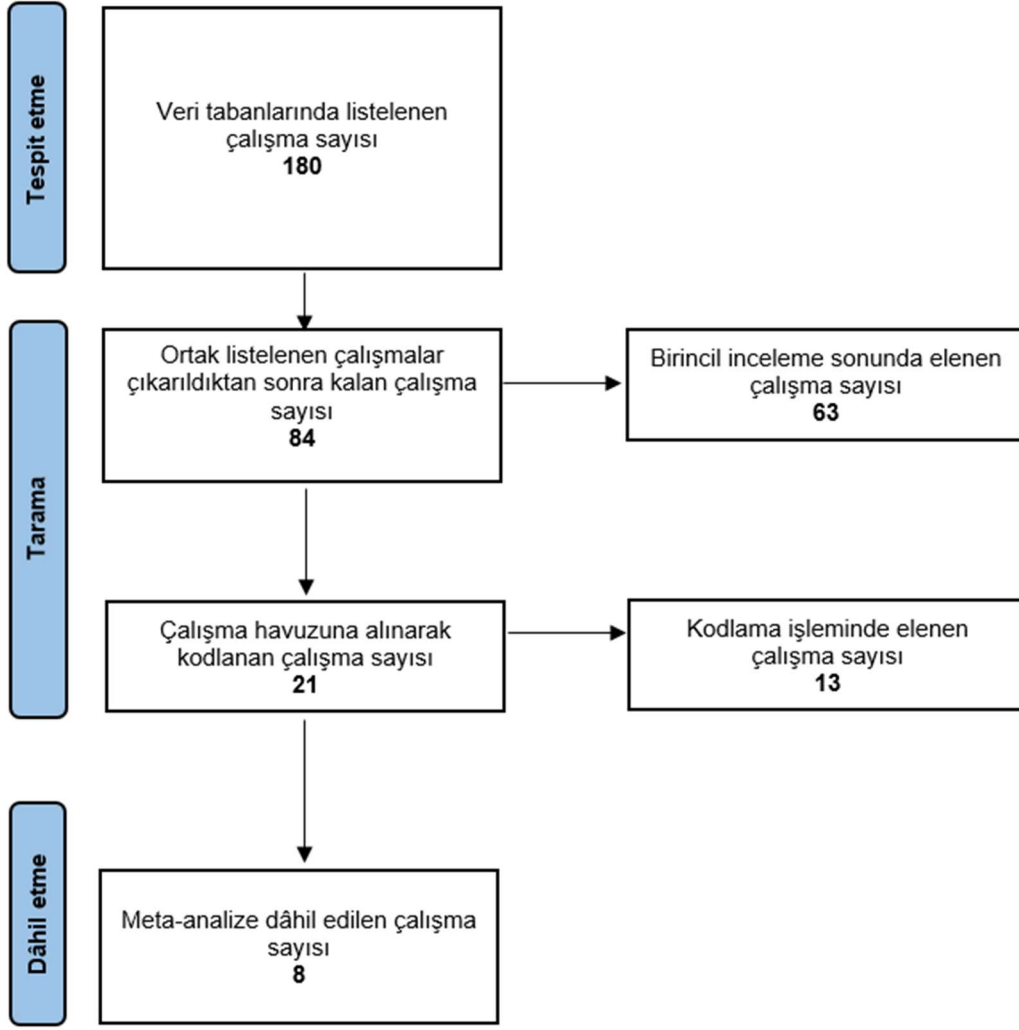 Tespit etme
Veri tabanlarında listelenen
çalışma sayısı
180
Tarama
Ortak listelenen çalışmalar
çıkarıldıktan sonra kalan çalışma
sayısı
84
Birincil inceleme sonunda elenen
çalışma sayısı
63
Çalışma havuzuna alınarak
kodlanan çalışma sayısı
21
Kodlama işleminde elenen
çalışma sayısı
13
Dâhil etme
Meta-analize dâhil edilen çalışma
sayısı
8